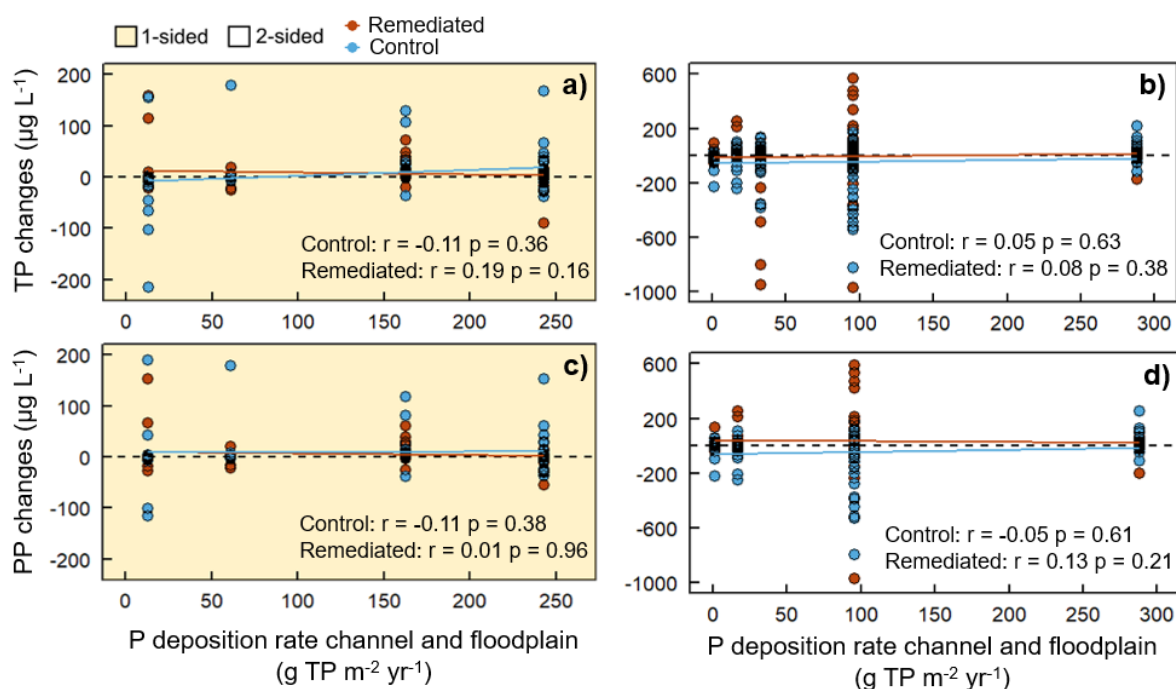 1-sided 2-sided Remediated
Control
a)
200
100
0
-100
-200
TP changes (µg L-1)
Control: r = -0.11 p = 0.36
Remediated: r = 0.19 p = 0.16
0 50 100 150 200 250
b)
600
200
-200
-600
-1000
Control: r = 0.05 p = 0.63
Remediated: r = 0.08 p = 0.38
0 50 100 150 200 250 300
c)
200
100
0
-100
-200
PP changes (µg L-1)
Control: r = -0.11 p = 0.38
Remediated: r = 0.01 p = 0.96
0 50 100 150 200 250
P deposition rate channel and floodplain
(g TP m-2 yr-1)
d)
600
200
-200
-600
-1000
Control: r = -0.05 p = 0.61
Remediated: r = 0.13 p = 0.21
0 50 100 150 200 250 300
P deposition rate channel and floodplain
(g TP m-2 yr-1)